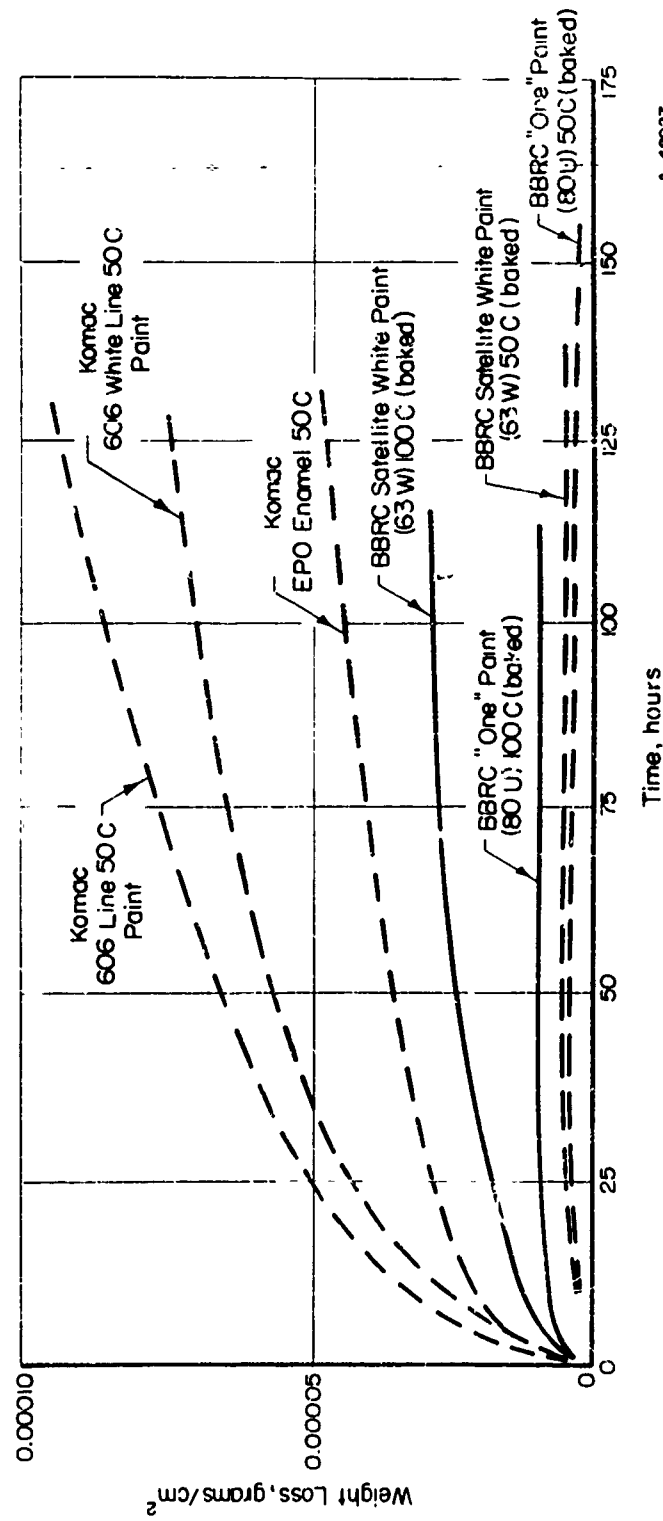 Weight Loss, grams/cm²
0.00010
0.00005
0
Komac
606 Line 50 C
Paint
Komac
606 White Line 50 C
Paint
Komac
EPO Enamel 50C
BBRC Satellite White Paint
(63 W) 100 C (baked)
BBRC "One" Paint
(80 U) 100 C (baked)
BBRC Satellite White Paint
(63 W) 50 C (baked)
BBRC "One" Paint
(80 U) 50C (baked)
0
25
50
75
100
125
150
175
Time, hours